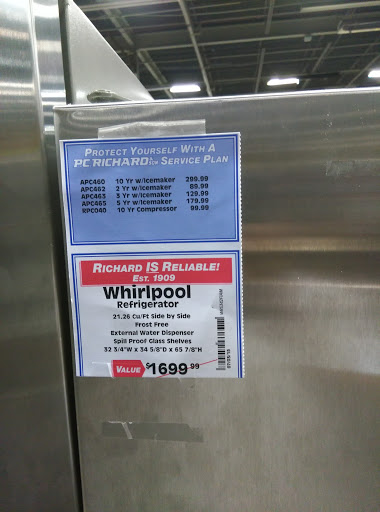 PROTECT YOURSELF WITH A
P.C. RICHARD & SON SERVICE PLAN
APC460 10 Yr w/Icemaker 299.99
APC462 2 Yr w/Icemaker 89.99
APC463 3 Yr w/Icemaker 129.99
APC465 5 Yr w/Icemaker 179.99
RPC040 10 Yr Compressor 99.99
RICHARD IS RELIABLE!
EST. 1909
Whirlpool
Refrigerator
21.26 Cu/Ft Side by Side
Frost Free
External Water Dispenser
Spill Proof Glass Shelves
32 3/4"W x 34 5/8"D x 65 7/8"H
VALUE $1699.99